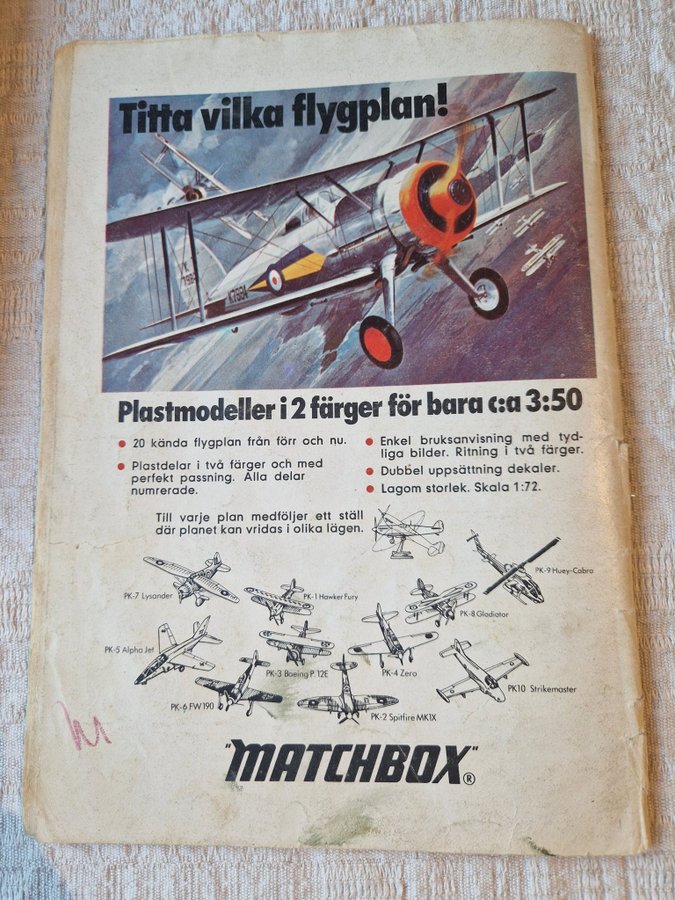 Titta vilka flygplan!
K7984
Plastmodeller i 2 färger för bara c:a 3:50
• 20 kända flygplan från förr och nu.
• Plastdelar i två färger och med
perfekt passning. Alla delar
numrerade.
• Enkel bruksanvisning med tyd-
liga bilder. Ritning i två färger.
• Dubbel uppsättning dekaler.
• Lagom storlek. Skala 1:72.
Till varje plan medföljer ett ställ
där planet kan vridas i olika lägen.
PK-9 Huey-Cobra
PK-7 Lysander
PK-1 Hawker Fury
PK-8 Gladiator
PK-5 Alpha Jet
PK-3 Boeing P.12E
PK-4 Zero
PK10 Strikemaster
PK-6 FW190
PK-2 Spitfire MK1X
"MATCHBOX"®